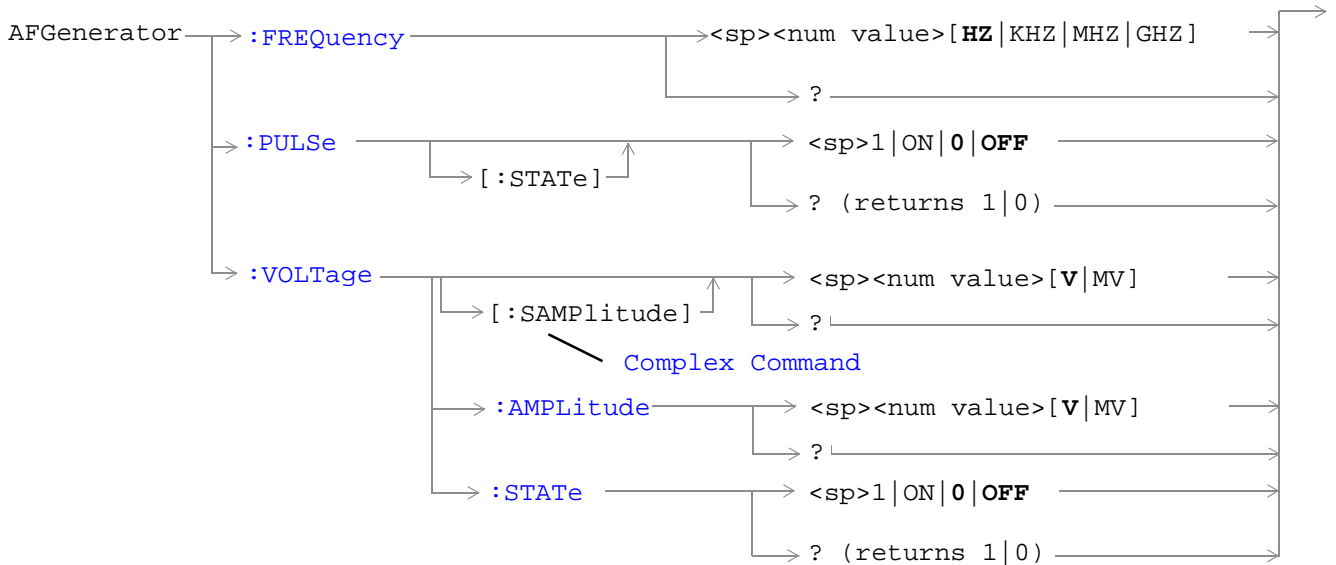 AFGenerator :FREQuency <sp><num value>[HZ|KHZ|MHZ|GHZ]
?
:PULSe <sp>1|ON|0|OFF
[:STATe]
? (returns 1|0)
:VOLTage <sp><num value>[V|MV]
[:SAMPlitude] ?
Complex Command
:AMPLitude <sp><num value>[V|MV]
?
:STATe <sp>1|ON|0|OFF
? (returns 1|0)